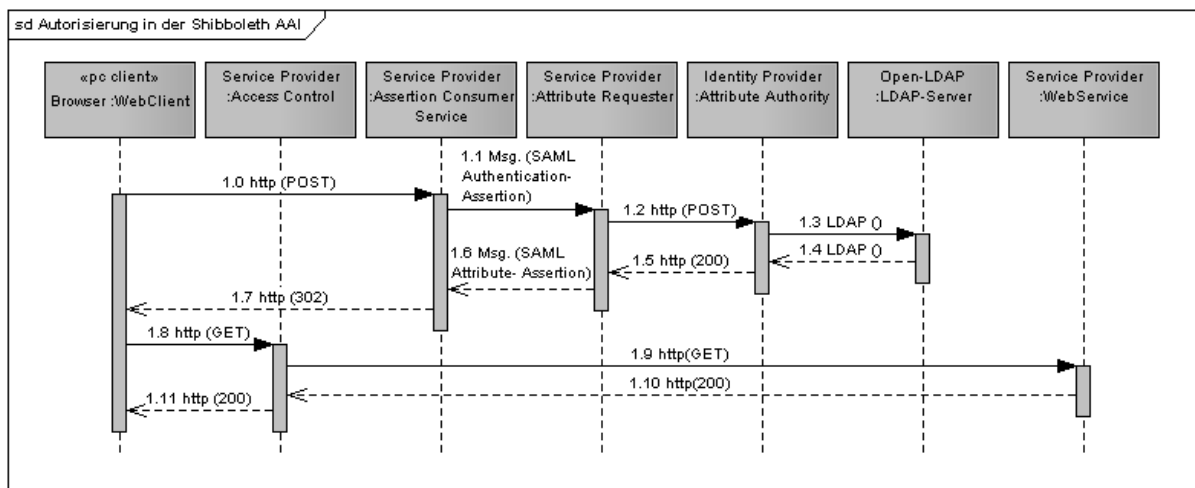 sd Autorisierung in der Shibboleth AAI
«pc client»
Browser :WebClient
Service Provider
:Access Control
Service Provider
:Assertion Consumer
Service
Service Provider
:Attribute Requester
Identity Provider
:Attribute Authority
Open-LDAP
:LDAP-Server
Service Provider
:WebService
1.0 http (POST)
1.1 Msg. (SAML
Authentication-
Assertion)
1.2 http (POST)
1.3 LDAP ()
1.4 LDAP ()
1.5 http (200)
1.6 Msg. (SAML
Attribute- Assertion)
1.7 http (302)
1.8 http (GET)
1.9 http(GET)
1.10 http(200)
1.11 http (200)